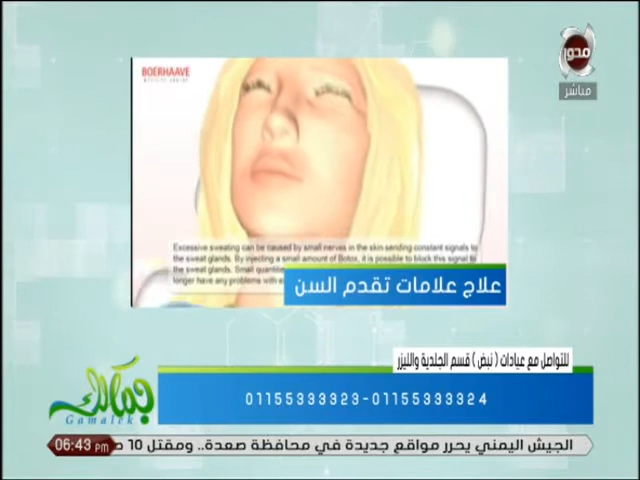 محور
مباشر
BOERHAAVE
Excessive sweating can be caused by small nerves in the skin sending constant signals to
the sweat glands. By injecting a small amount of Botox, it is possible to block this signal to
the sweat glands. Small quantitie
longer have any problems with e
علاج علامات تقدم السن
للتواصل مع عيادات ( نبض ) قسم الجلدية والليزر
01155333323-01155333324
جمالك
Gamalek
الجيش اليمني يحرر مواقع جديدة في محافظة صعدة.. ومقتل 10 ح
06:43 PM